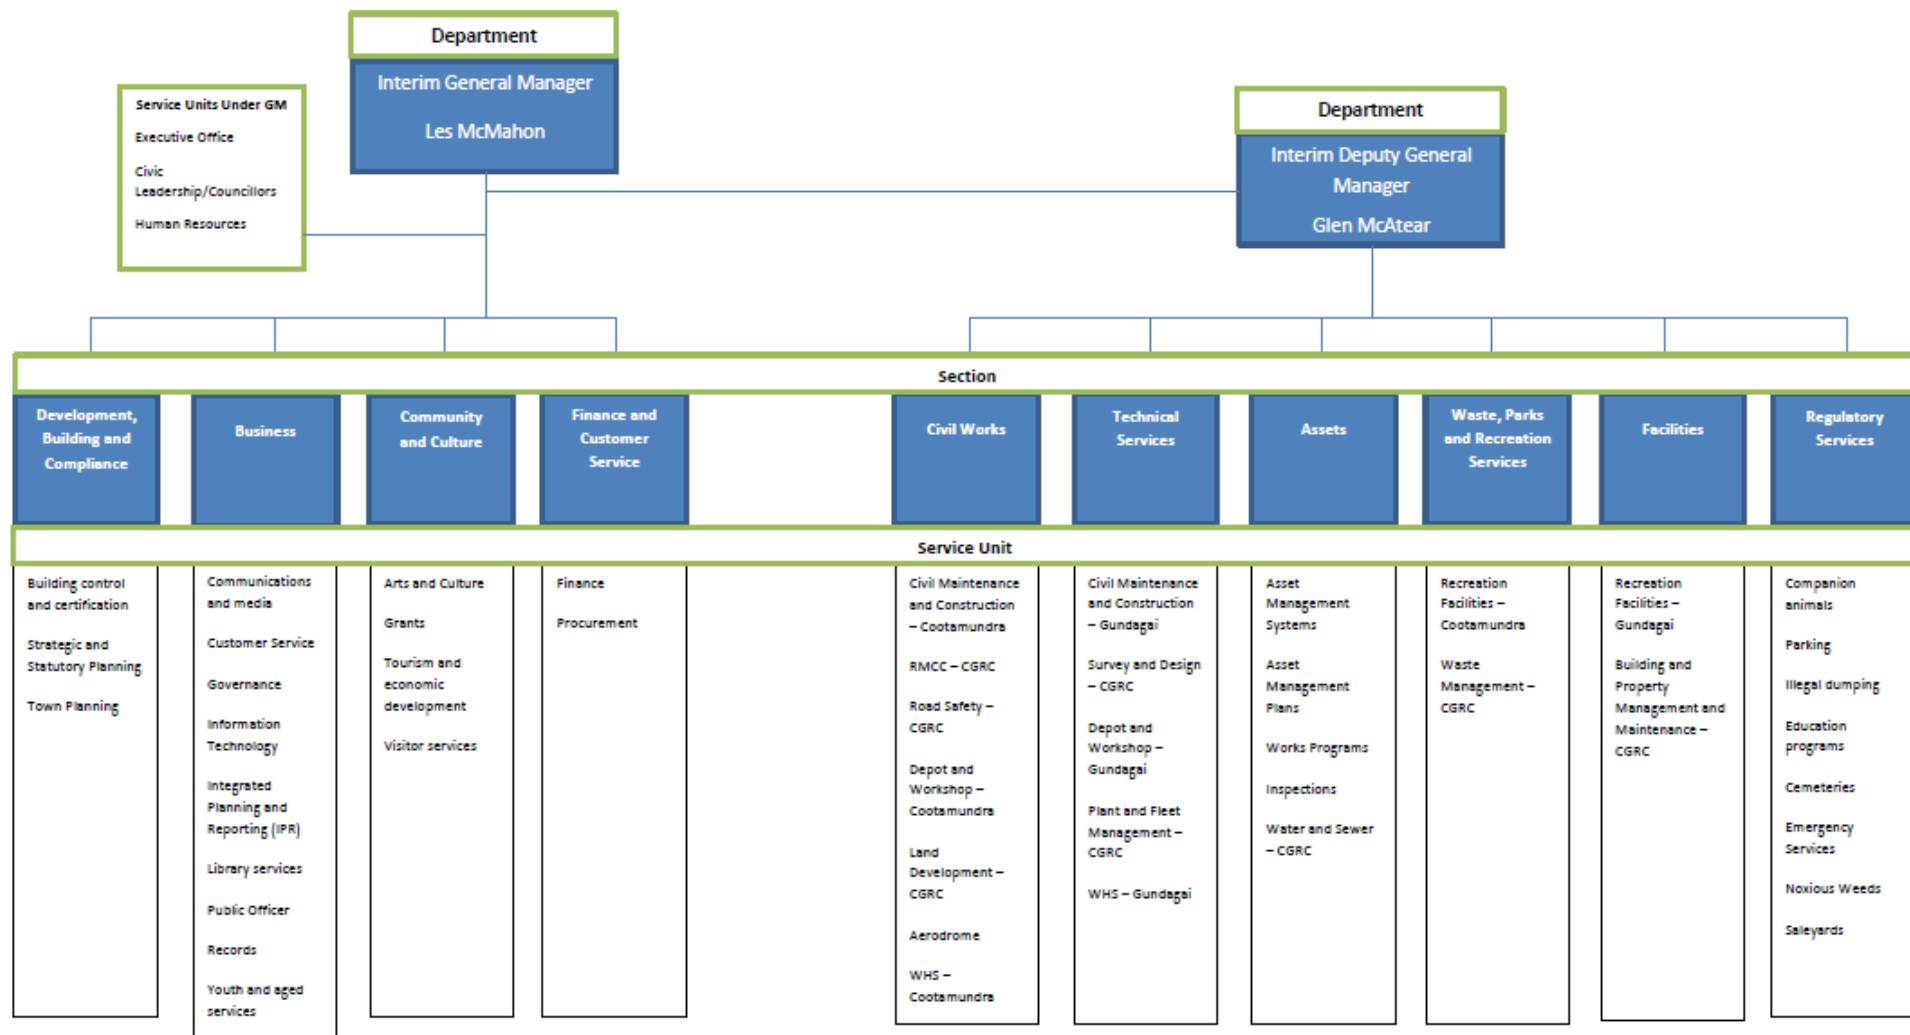 Department
Interim General Manager
Les McMahon
Service Units Under GM
Executive Office
Civic
Leadership/Councillors
Human Resources
Department
Interim Deputy General
Manager
Glen McAtear
Section
Development,
Building and
Compliance
Business
Community
and Culture
Finance and
Customer
Service
Civil Works
Technical
Services
Assets
Waste, Parks
and Recreation
Services
Facilities
Regulatory
Services
Service Unit
Building control
and certification
Strategic and
Statutory Planning
Town Planning
Communications
and media
Customer Service
Governance
Information
Technology
Integrated
Planning and
Reporting (IPR)
Library services
Public Officer
Records
Youth and aged
services
Arts and Culture
Grants
Tourism and
economic
development
Visitor services
Finance
Procurement
Civil Maintenance
and Construction
– Cootamundra
RMCC – CGRC
Road Safety –
CGRC
Depot and
Workshop –
Cootamundra
Land
Development –
CGRC
Aerodrome
WHS –
Cootamundra
Civil Maintenance
and Construction
– Gundagai
Survey and Design
– CGRC
Depot and
Workshop –
Gundagai
Plant and Fleet
Management –
CGRC
WHS – Gundagai
Asset
Management
Systems
Asset
Management
Plans
Works Programs
Inspections
Water and Sewer
– CGRC
Recreation
Facilities –
Cootamundra
Waste
Management –
CGRC
Recreation
Facilities –
Gundagai
Building and
Property
Management and
Maintenance –
CGRC
Companion
animals
Parking
Illegal dumping
Education
programs
Cemeteries
Emergency
Services
Noxious Weeds
Saleyards